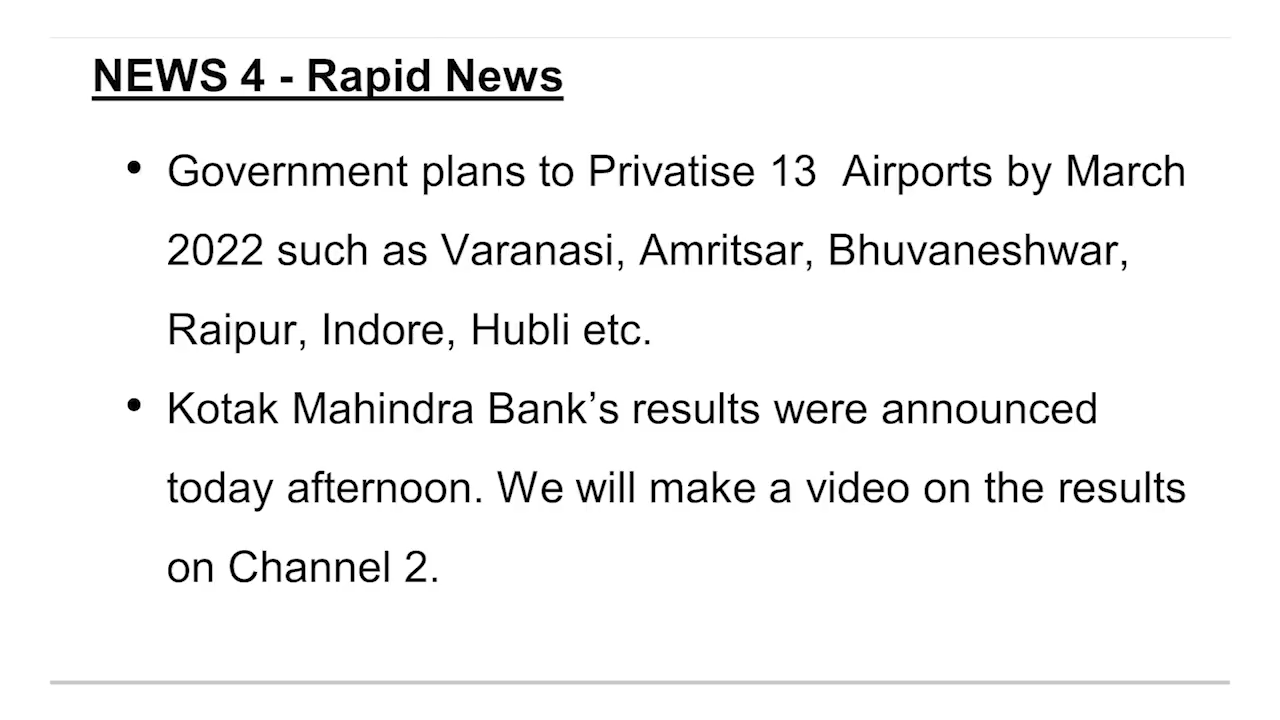 NEWS 4 - Rapid News
• Government plans to Privatise 13  Airports by March
2022 such as Varanasi, Amritsar, Bhuvaneshwar,
Raipur, Indore, Hubli etc.
• Kotak Mahindra Bank’s results were announced
today afternoon. We will make a video on the results
on Channel 2.